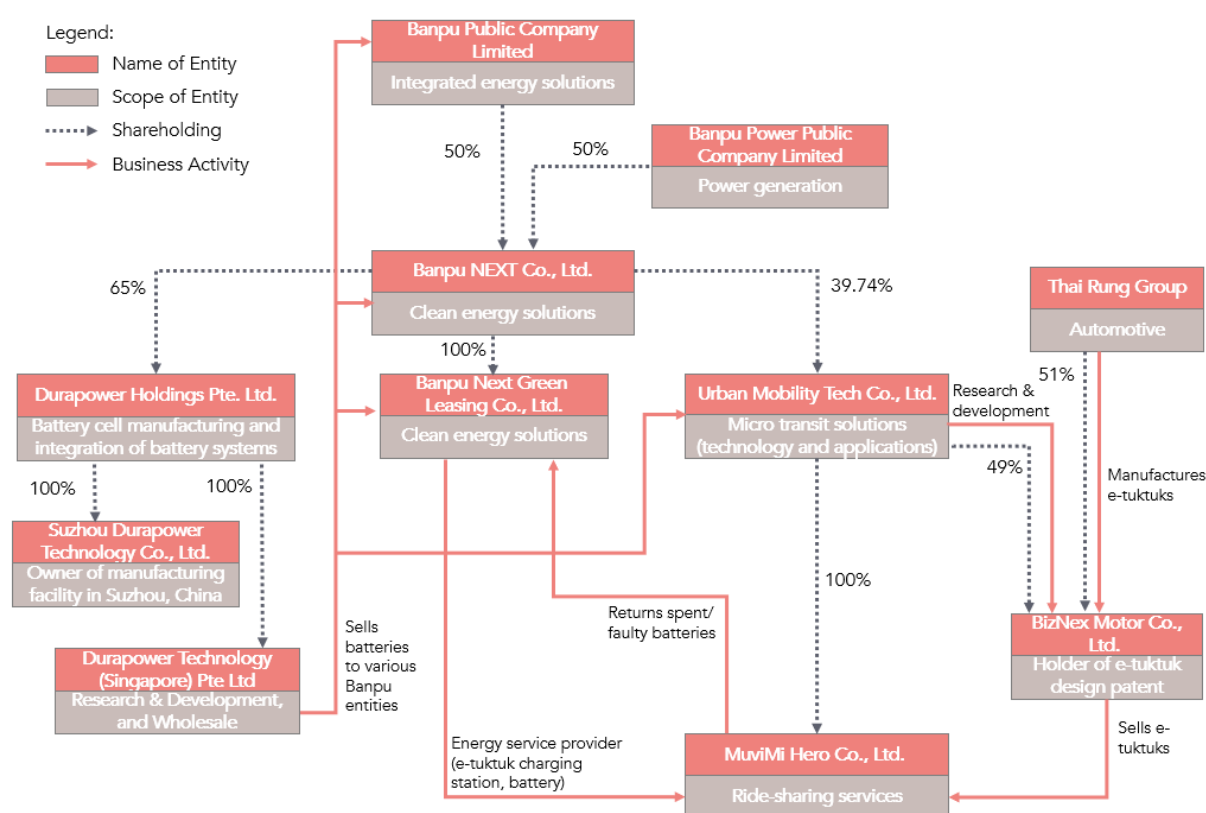 Legend:
Name of Entity
Scope of Entity
Shareholding
Business Activity
Banpu Public Company
Limited
Integrated energy solutions
50%
50%
Banpu Power Public
Company Limited
Power generation
Banpu NEXT Co., Ltd.
Clean energy solutions
65%
39.74%
100%
Thai Rung Group
Automotive
51%
Durapower Holdings Pte. Ltd.
Battery cell manufacturing and
integration of battery systems
Banpu Next Green
Leasing Co., Ltd.
Clean energy solutions
Urban Mobility Tech Co., Ltd.
Micro transit solutions
(technology and applications)
Research &
development
49%
Manufactures
e-tuktuks
100%
100%
Suzhou Durapower
Technology Co., Ltd.
Owner of manufacturing
facility in Suzhou, China
100%
Returns spent/
faulty batteries
BizNex Motor Co.,
Ltd.
Holder of e-tuktuk
design patent
Durapower Technology
(Singapore) Pte Ltd
Research & Development,
and Wholesale
Sells
batteries
to various
Banpu
entities
Energy service provider
(e-tuktuk charging
station, battery)
MuviMi Hero Co., Ltd.
Ride-sharing services
Sells e-
tuktuks